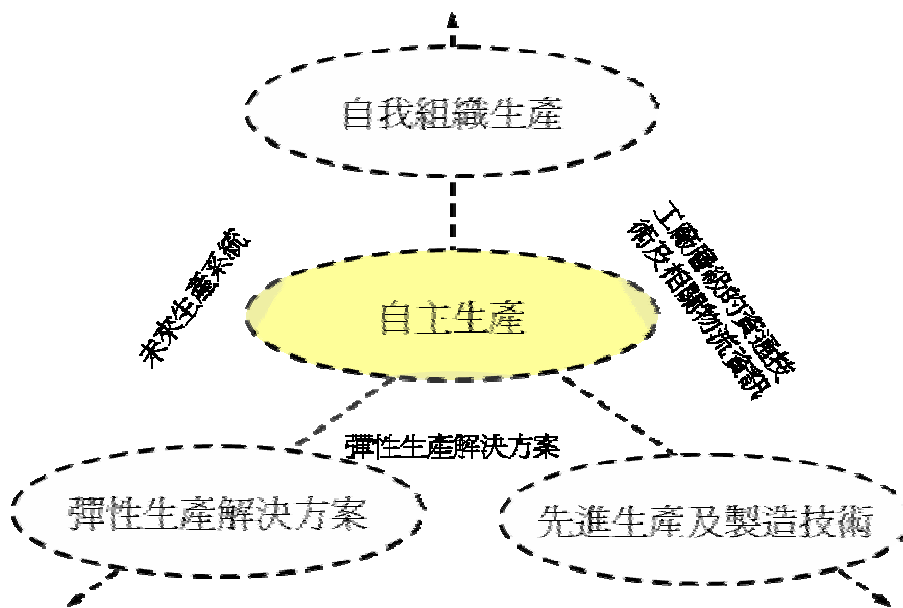 自我組織生產
未來生產系統
工廠層級的資通技
術及相關物流資訊
自主生產
彈性生產解決方案
彈性生產解決方案
先進生產及製造技術